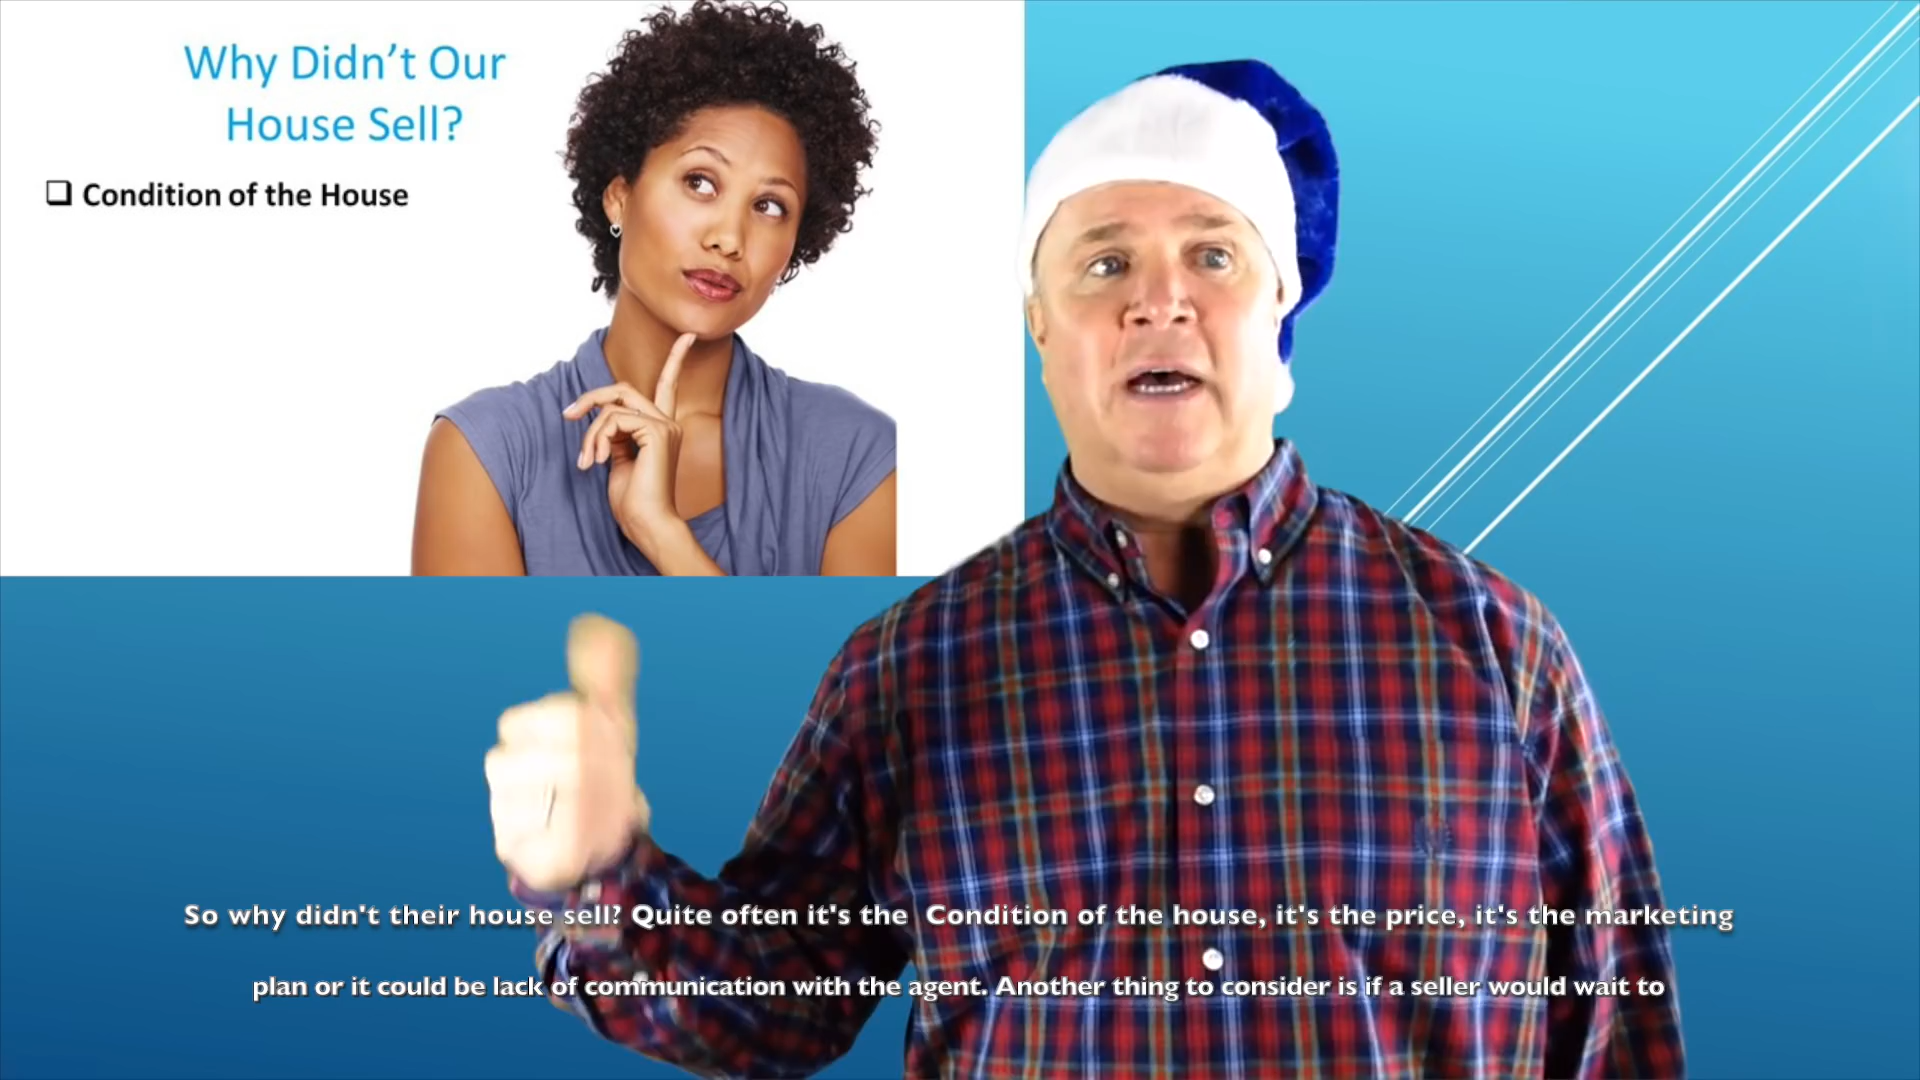 Why Didn’t Our
House Sell?
❑ Condition of the House
So why didn't their house sell? Quite often it's the  Condition of the house, it's the price, it's the marketing
plan or it could be lack of communication with the agent. Another thing to consider is if a seller would wait to